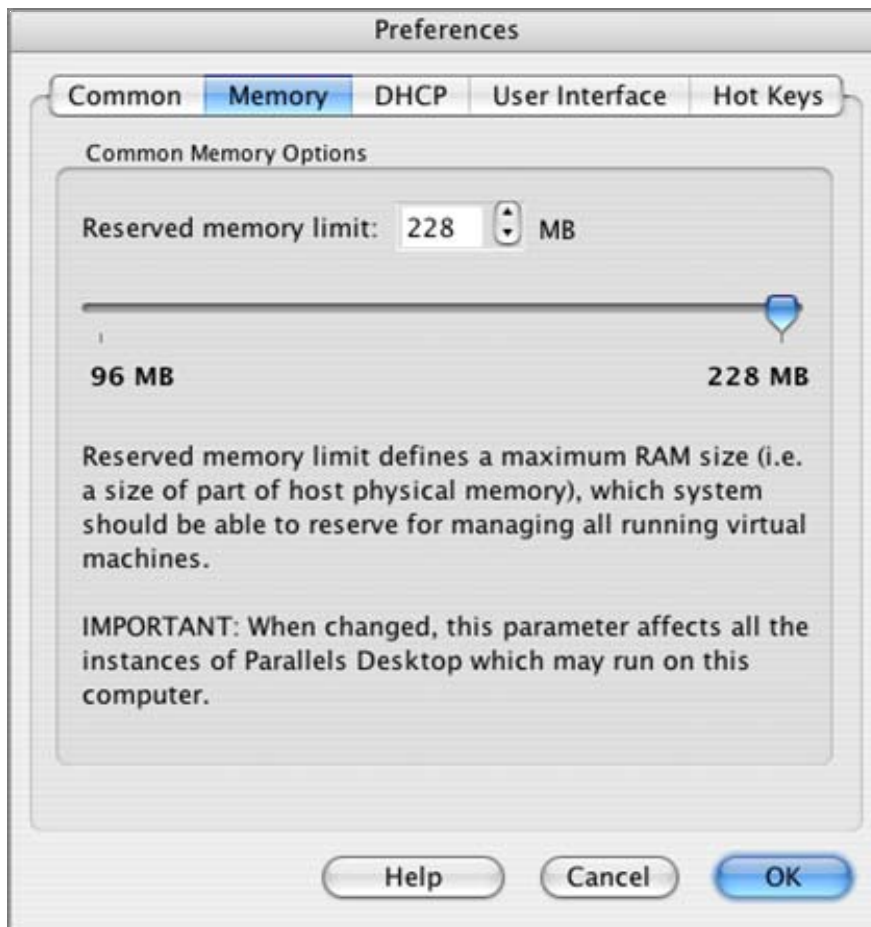 Preferences
Common Memory DHCP User Interface Hot Keys
Common Memory Options
Reserved memory limit: 228 MB
96 MB 228 MB
Reserved memory limit defines a maximum RAM size (i.e.
a size of part of host physical memory), which system
should be able to reserve for managing all running virtual
machines.
IMPORTANT: When changed, this parameter affects all the
instances of Parallels Desktop which may run on this
computer.
Help Cancel OK